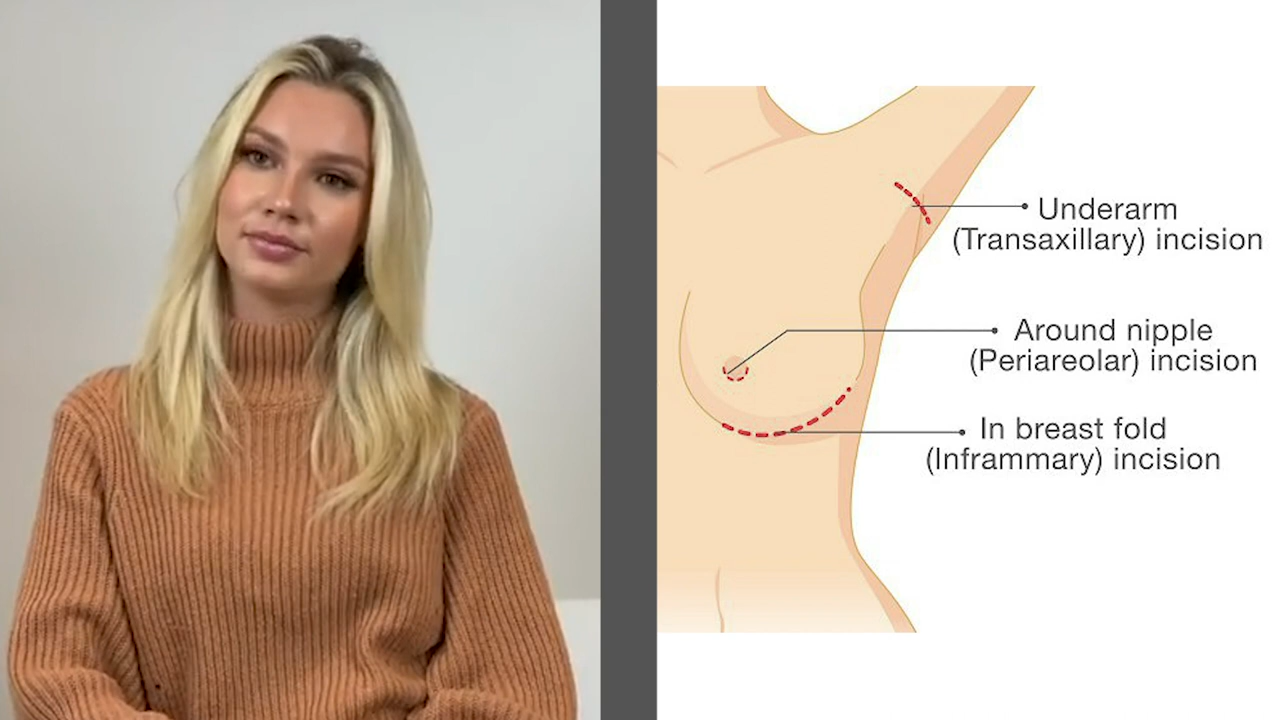 Underarm
(Transaxillary) incision
Around nipple
(Periareolar) incision
In breast fold
(Inframmary) incision